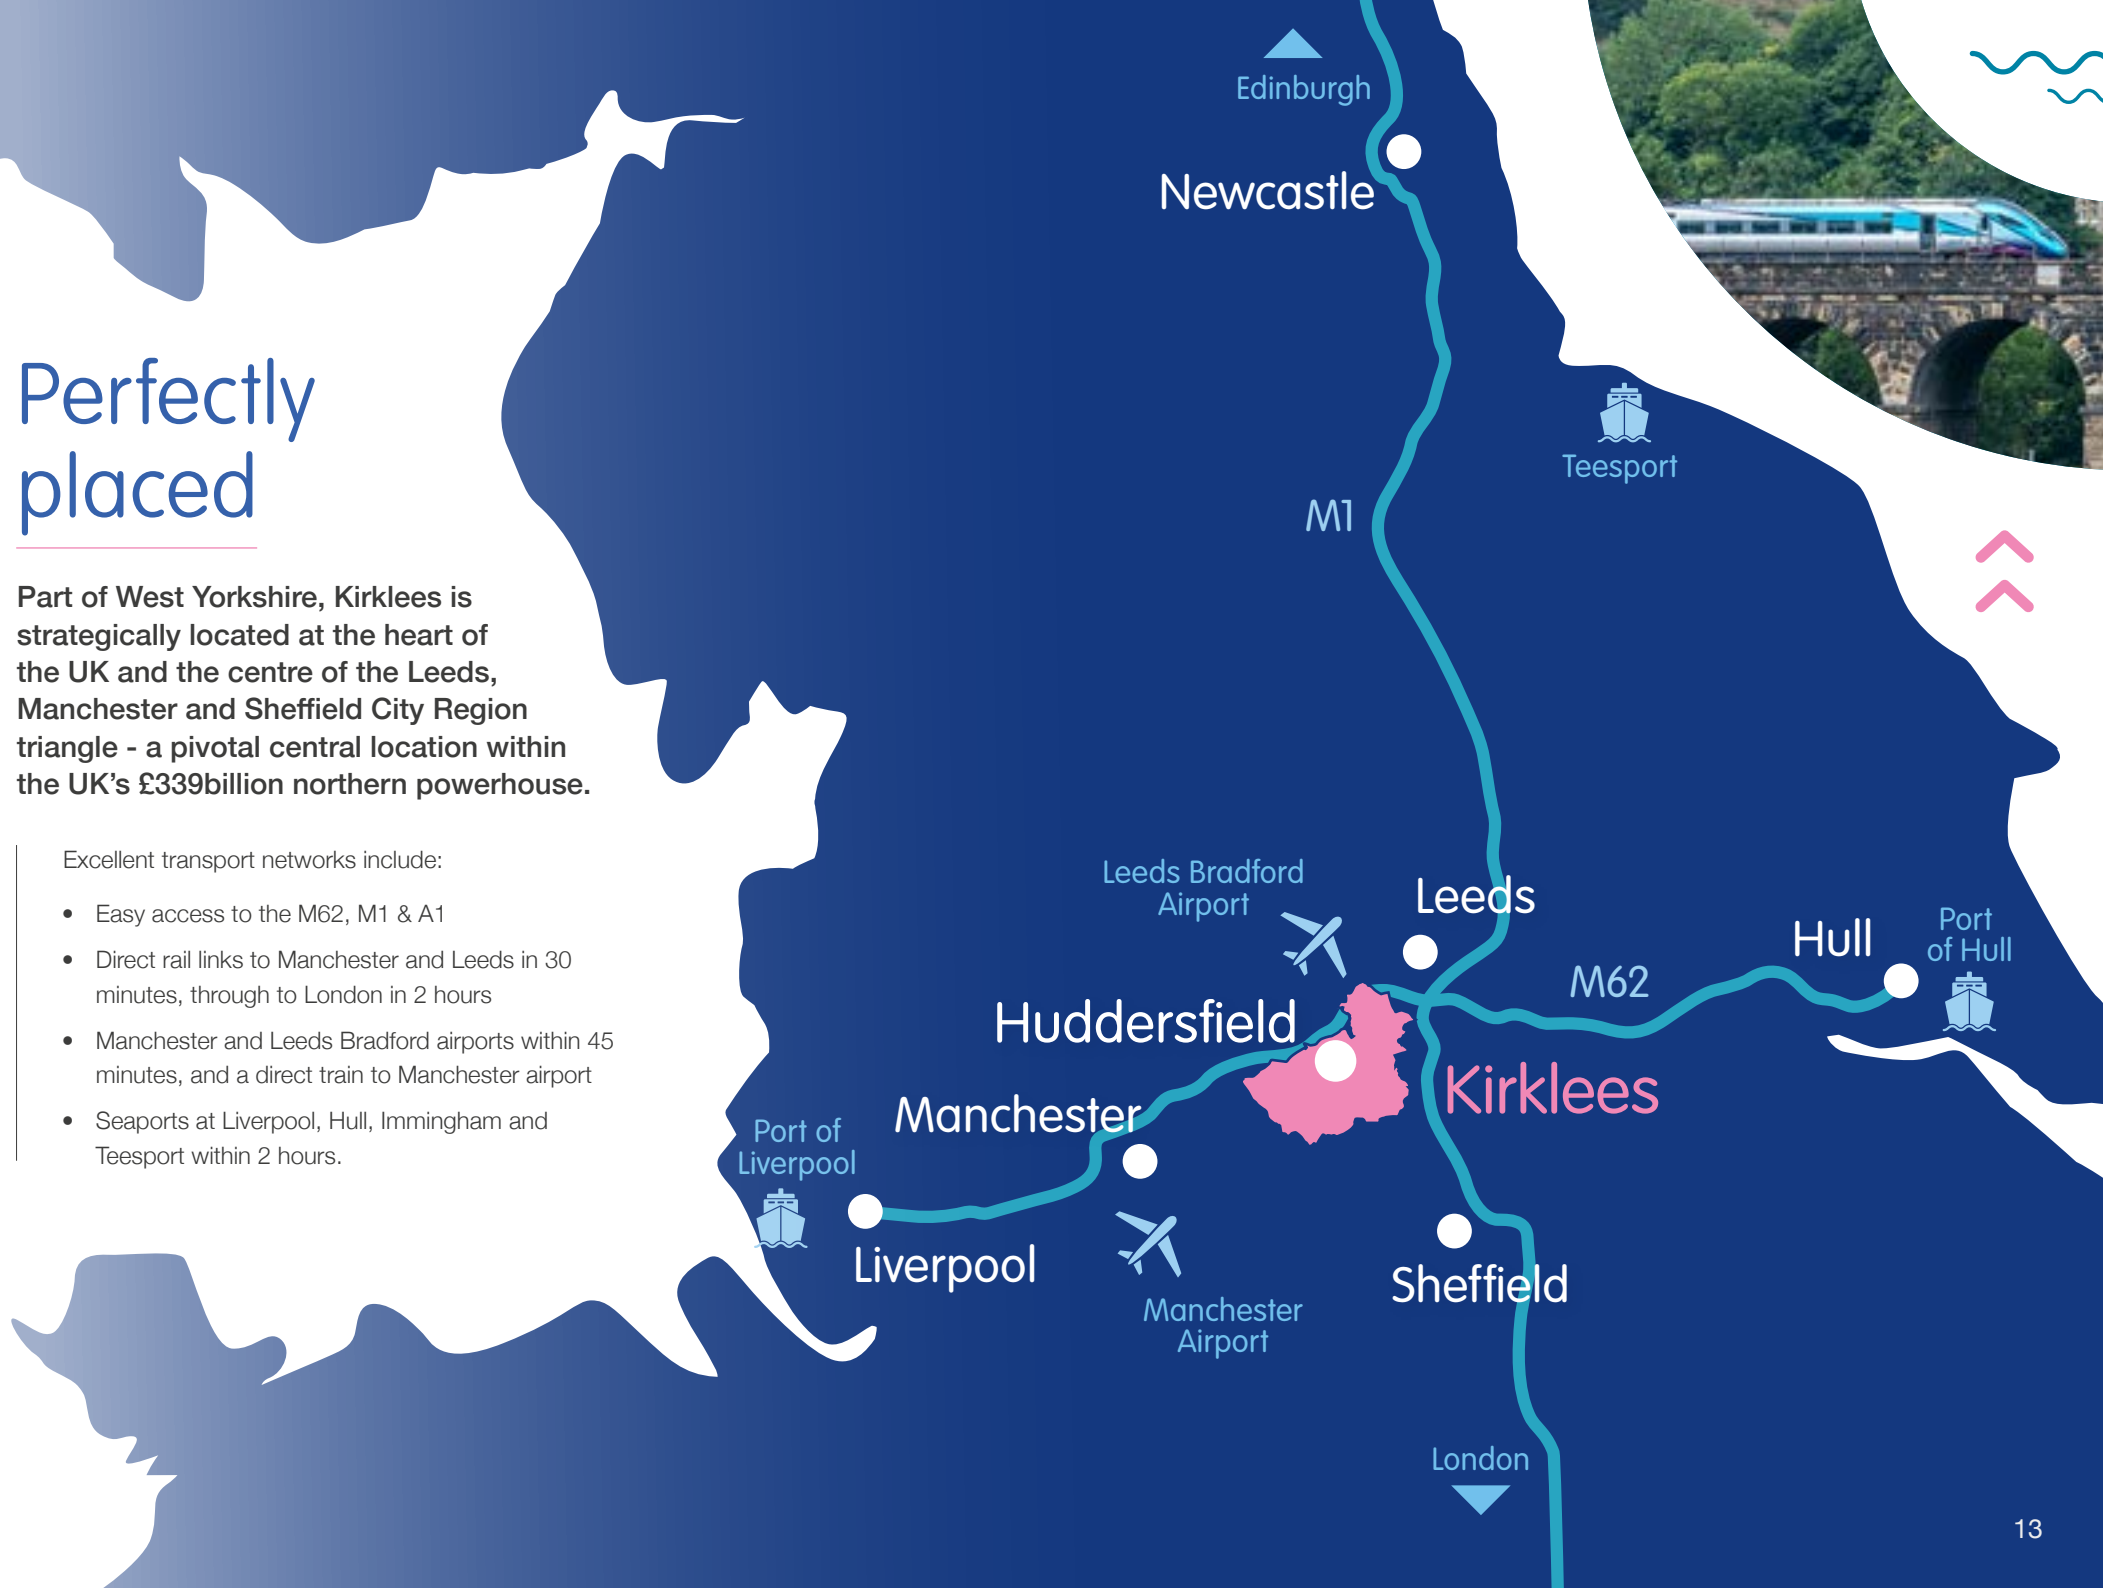 Perfectly
placed
Part of West Yorkshire, Kirklees is
strategically located at the heart of
the UK and the centre of the Leeds,
Manchester and Sheffield City Region
triangle - a pivotal central location within
the UK’s £339billion northern powerhouse.
Excellent transport networks include:
• Easy access to the M62, M1 & A1
• Direct rail links to Manchester and Leeds in 30
minutes, through to London in 2 hours
• Manchester and Leeds Bradford airports within 45
minutes, and a direct train to Manchester airport
• Seaports at Liverpool, Hull, Immingham and
Teesport within 2 hours.
Edinburgh
Newcastle
Teesport
M1
Leeds Bradford
Airport
Leeds
Hull
Port
of Hull
M62
Huddersfield
Kirklees
Manchester
Port of
Liverpool
Liverpool
Manchester
Airport
Sheffield
London
13